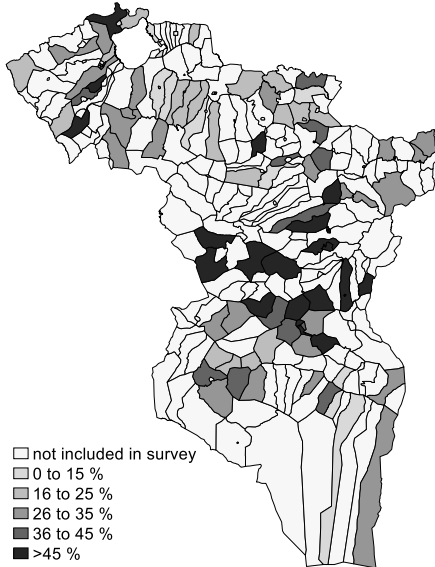 not included in survey
0 to 15 %
16 to 25 %
26 to 35 %
36 to 45 %
>45 %